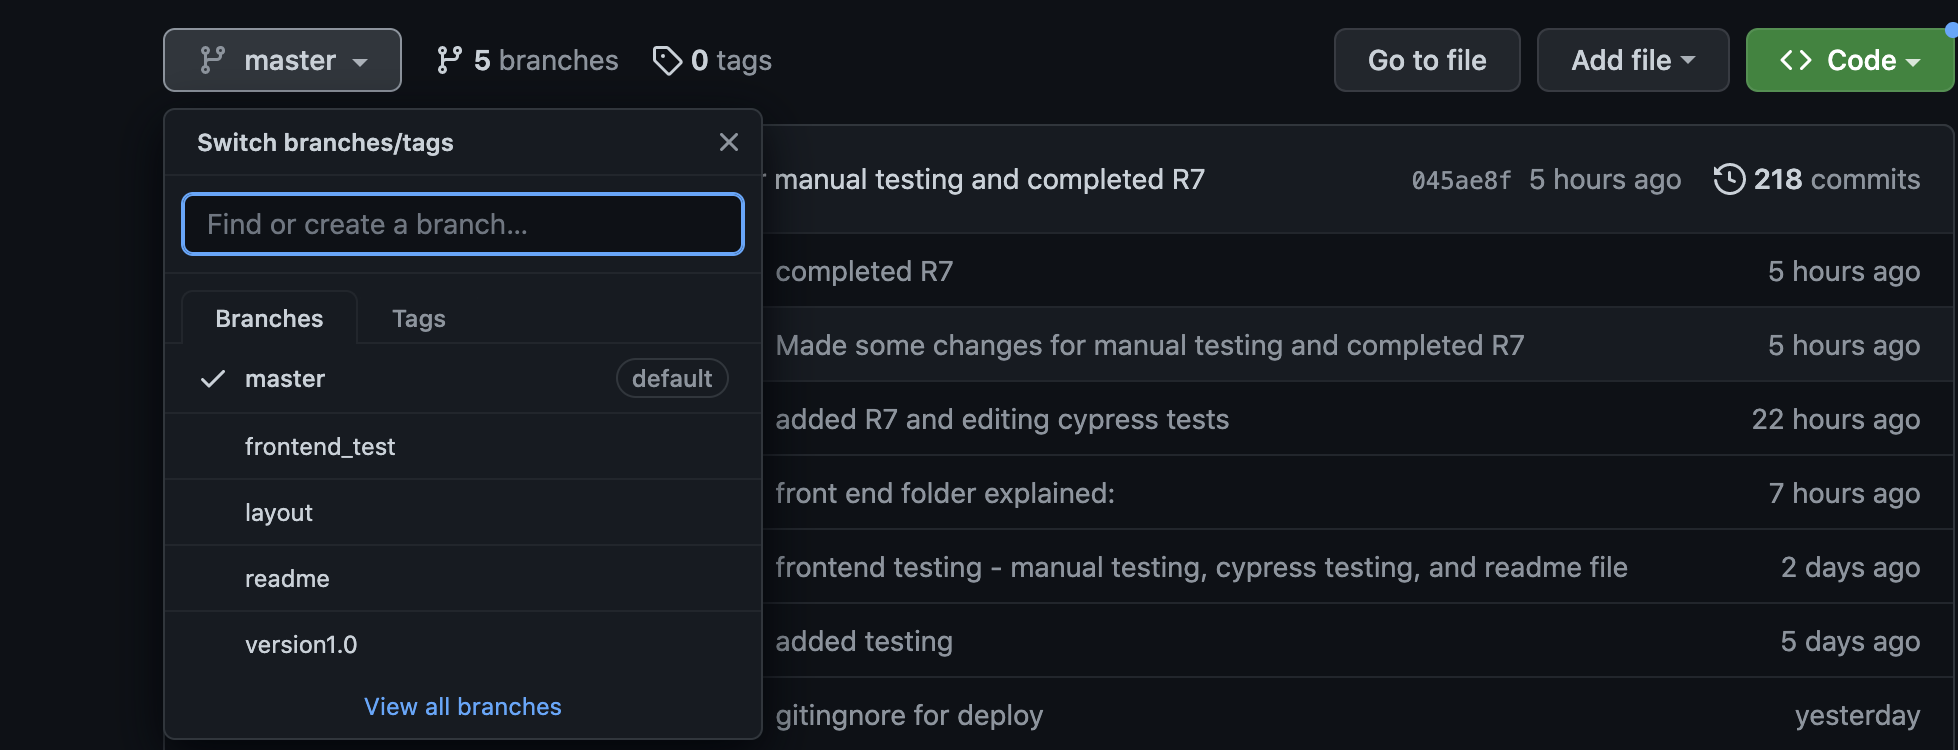 master
5 branches
0 tags
Go to file
Add file
Code
Switch branches/tags
Find or create a branch...
Branches
Tags
master
default
frontend_test
layout
readme
version1.0
View all branches
manual testing and completed R7
045ae8f 5 hours ago
218 commits
completed R7
5 hours ago
Made some changes for manual testing and completed R7
5 hours ago
added R7 and editing cypress tests
22 hours ago
front end folder explained:
7 hours ago
frontend testing - manual testing, cypress testing, and readme file
2 days ago
added testing
5 days ago
gitingnore for deploy
yesterday